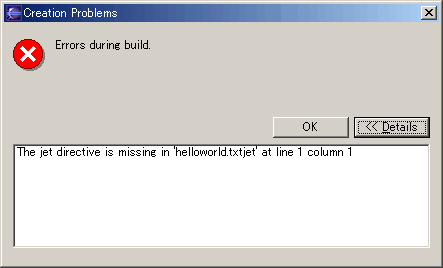 Creation Problems
Errors during build.
OK
<< Details
The jet directive is missing in 'helloworld.txtjet' at line 1 column 1